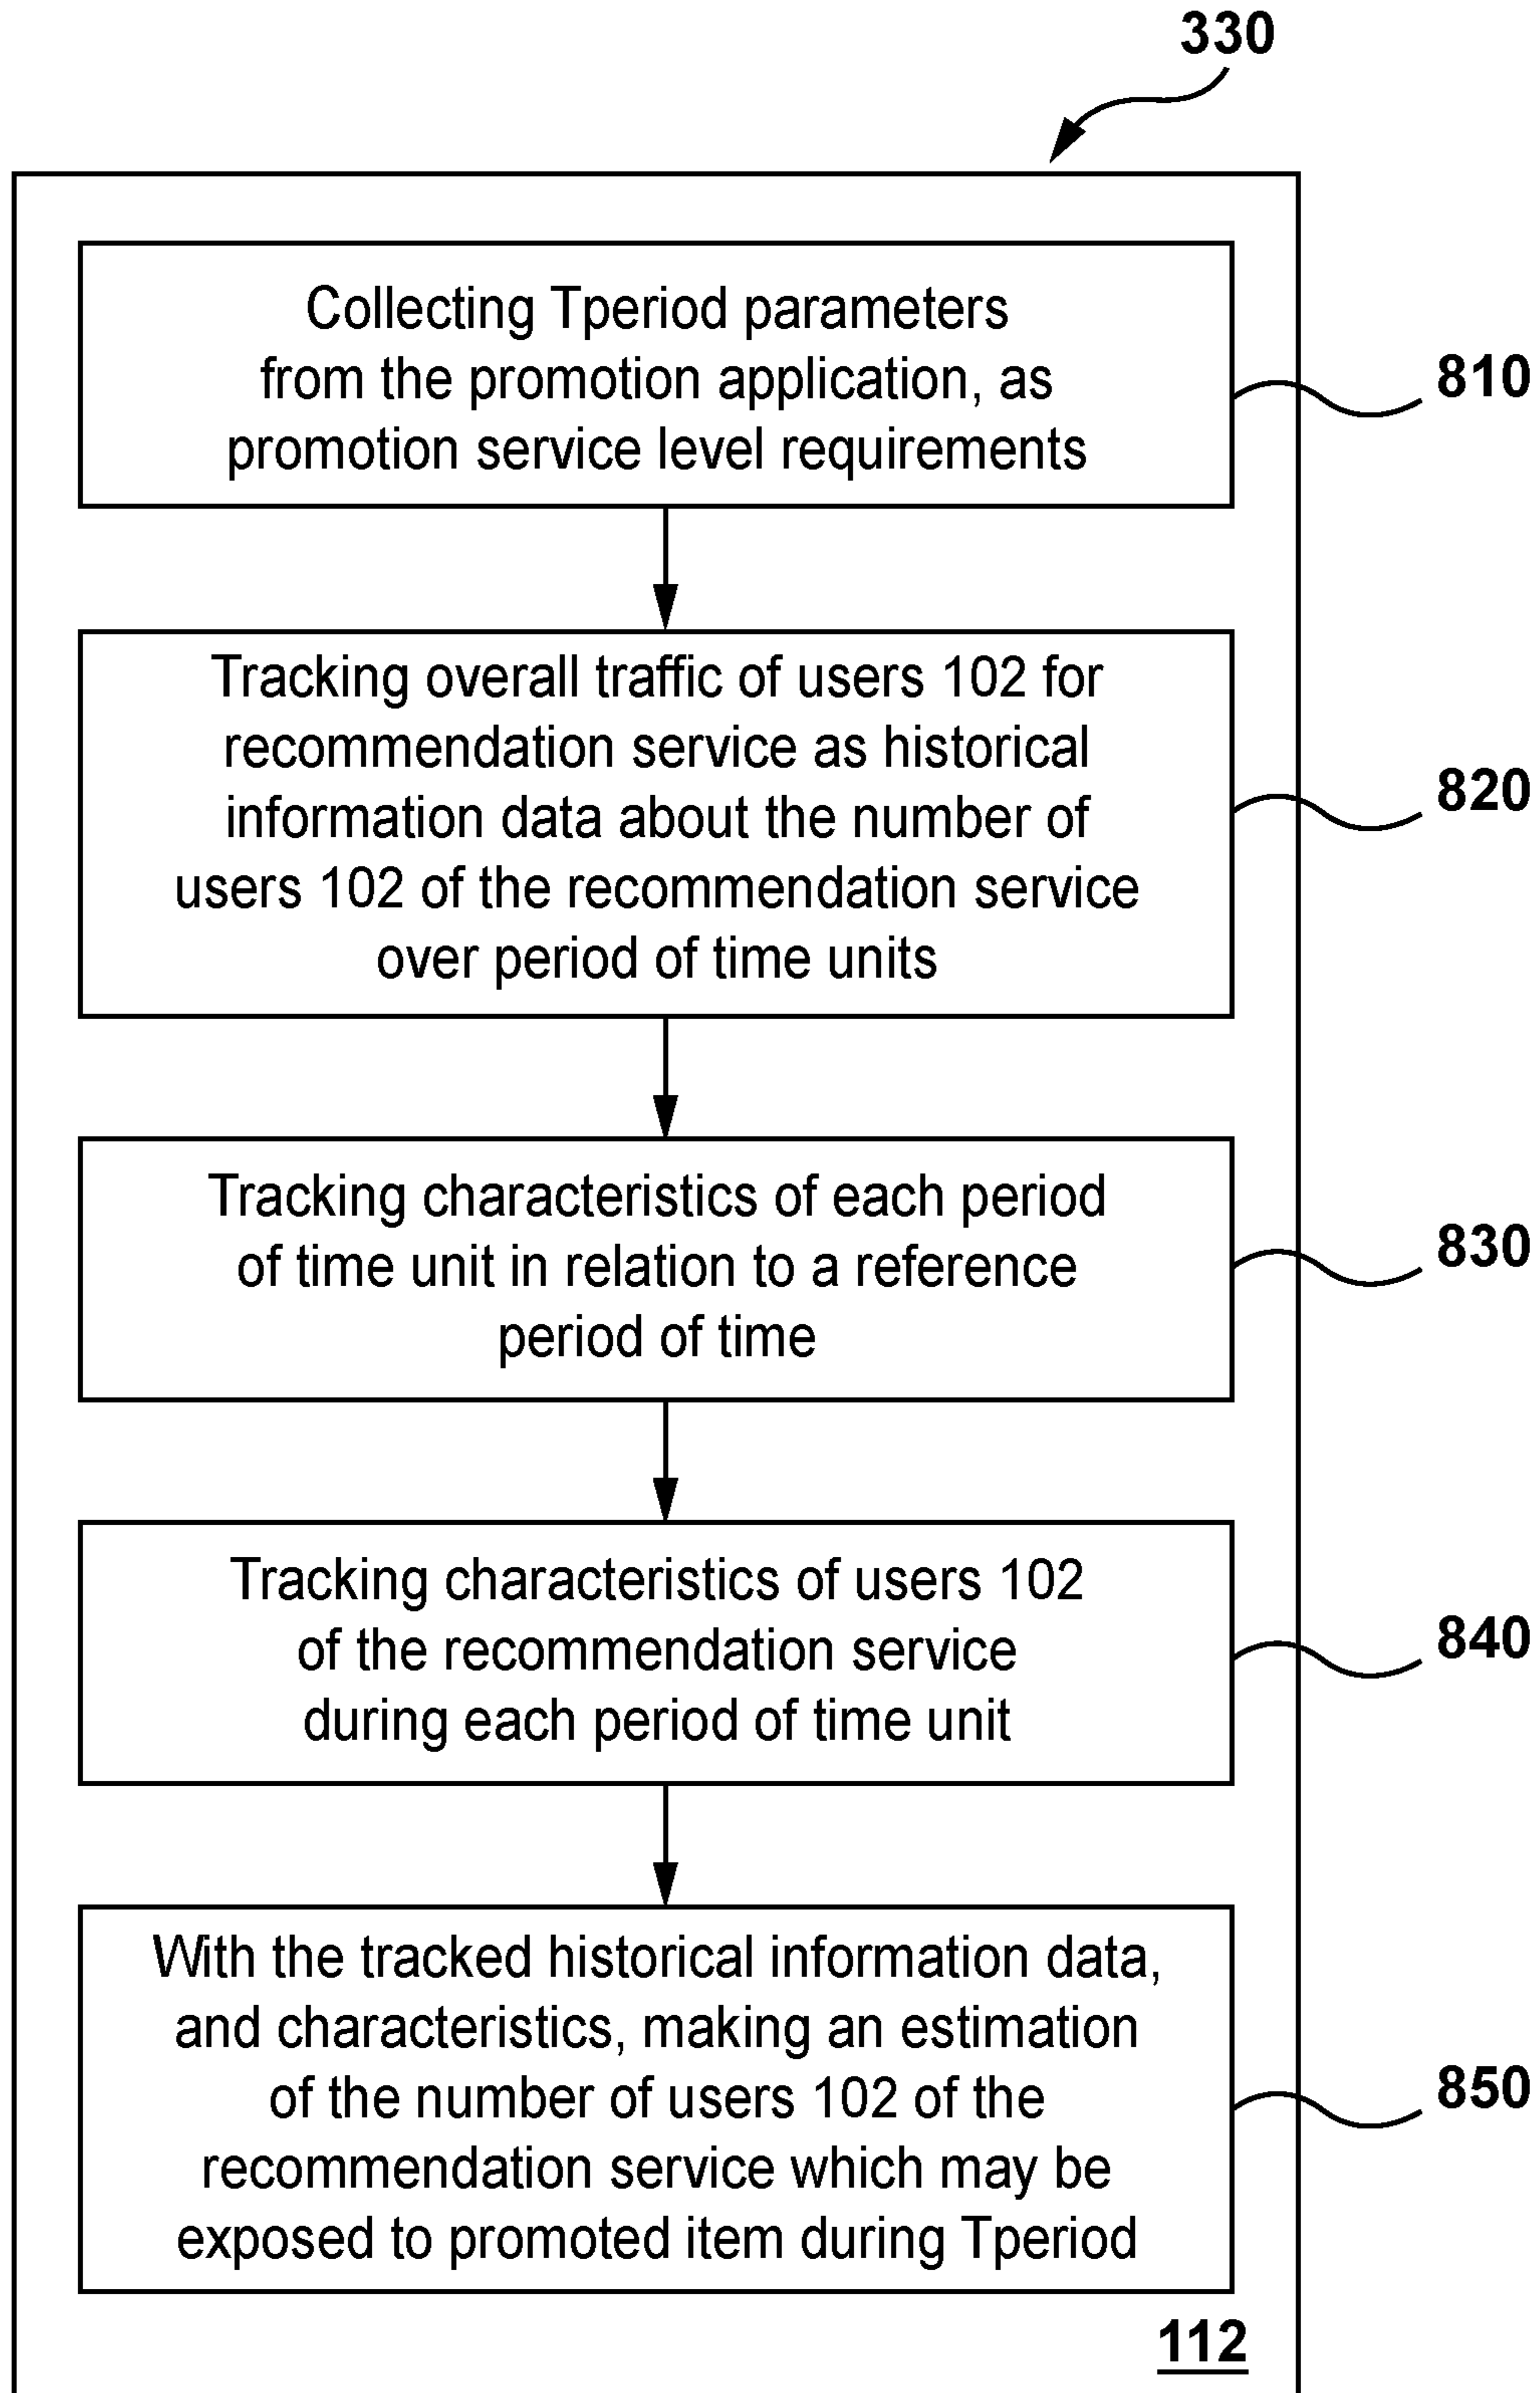 330
Collecting Tperiod parameters
from the promotion application, as
promotion service level requirements
810
Tracking overall traffic of users 102 for
recommendation service as historical
information data about the number of
users 102 of the recommendation service
over period of time units
820
Tracking characteristics of each period
of time unit in relation to a reference
period of time
830
Tracking characteristics of users 102
of the recommendation service
during each period of time unit
840
With the tracked historical information data,
and characteristics, making an estimation
of the number of users 102 of the
recommendation service which may be
exposed to promoted item during Tperiod
850
112